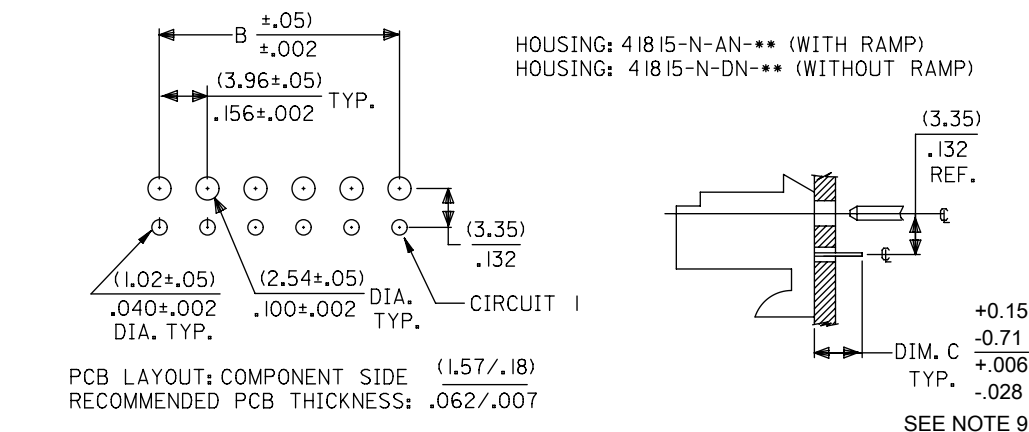 B ±.05)
±.002
(3.96±.05)
.156±.002 TYP.
HOUSING: 41815-N-AN-** (WITH RAMP)
HOUSING: 41815-N-DN-** (WITHOUT RAMP)
(3.35)
.132
REF.
℄
℄
(3.35)
.132
(1.02±.05)
.040±.002
DIA. TYP.
(2.54±.05)
.100±.002
DIA.
TYP.
CIRCUIT 1
DIM. C
TYP.
+0.15
-0.71
+.006
-.028
SEE NOTE 9
PCB LAYOUT: COMPONENT SIDE (1.57/.18)
RECOMMENDED PCB THICKNESS: .062/.007